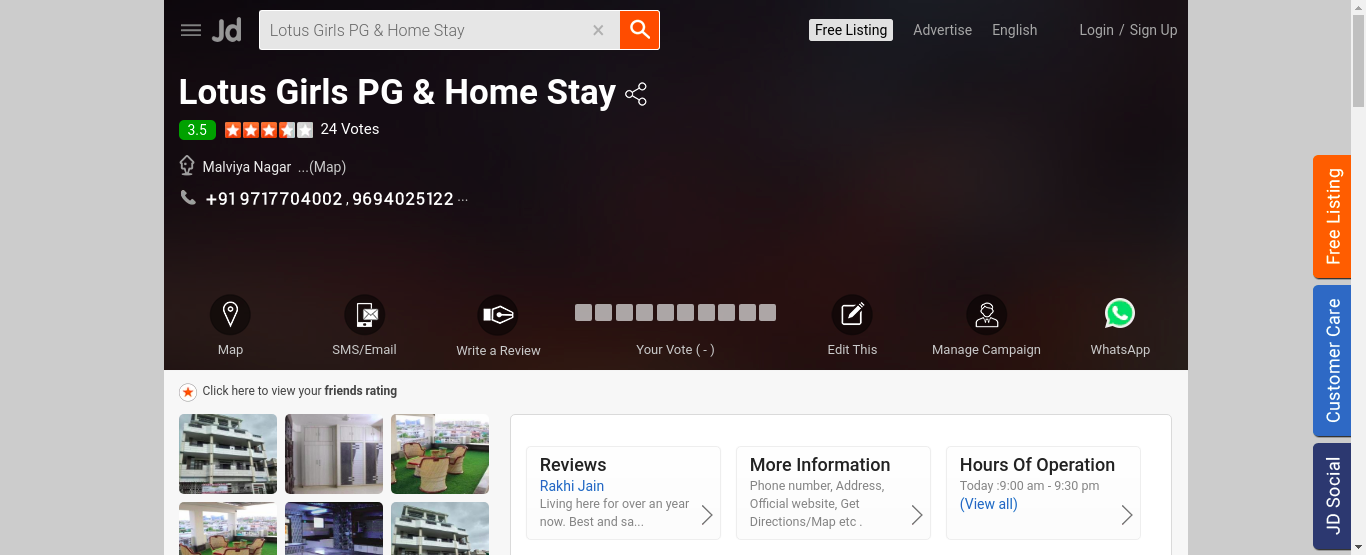 Jd
Lotus Girls PG & Home Stay
Free Listing
Advertise
English
Login / Sign Up
Lotus Girls PG & Home Stay
3.5
24 Votes
Malviya Nagar ...(Map)
+91 9717704002 , 9694025122 ...
Map
SMS/Email
Write a Review
Your Vote ( - )
Edit This
Manage Campaign
WhatsApp
Click here to view your friends rating
Reviews
Rakhi Jain
Living here for over an year
now. Best and sa...
More Information
Phone number, Address,
Official website, Get
Directions/Map etc .
Hours Of Operation
Today :9:00 am - 9:30 pm
(View all)
Free Listing
Customer Care
JD Social